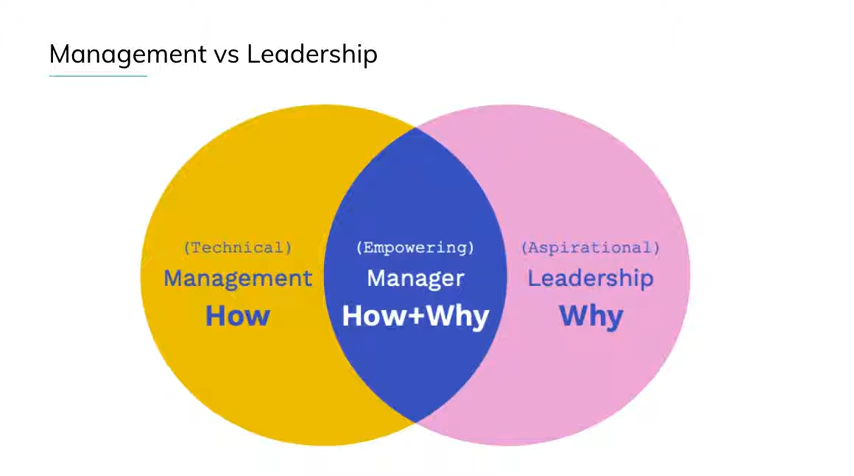 Management vs Leadership
(Technical)
Management
How
(Empowering)
Manager
How+Why
(Aspirational)
Leadership
Why